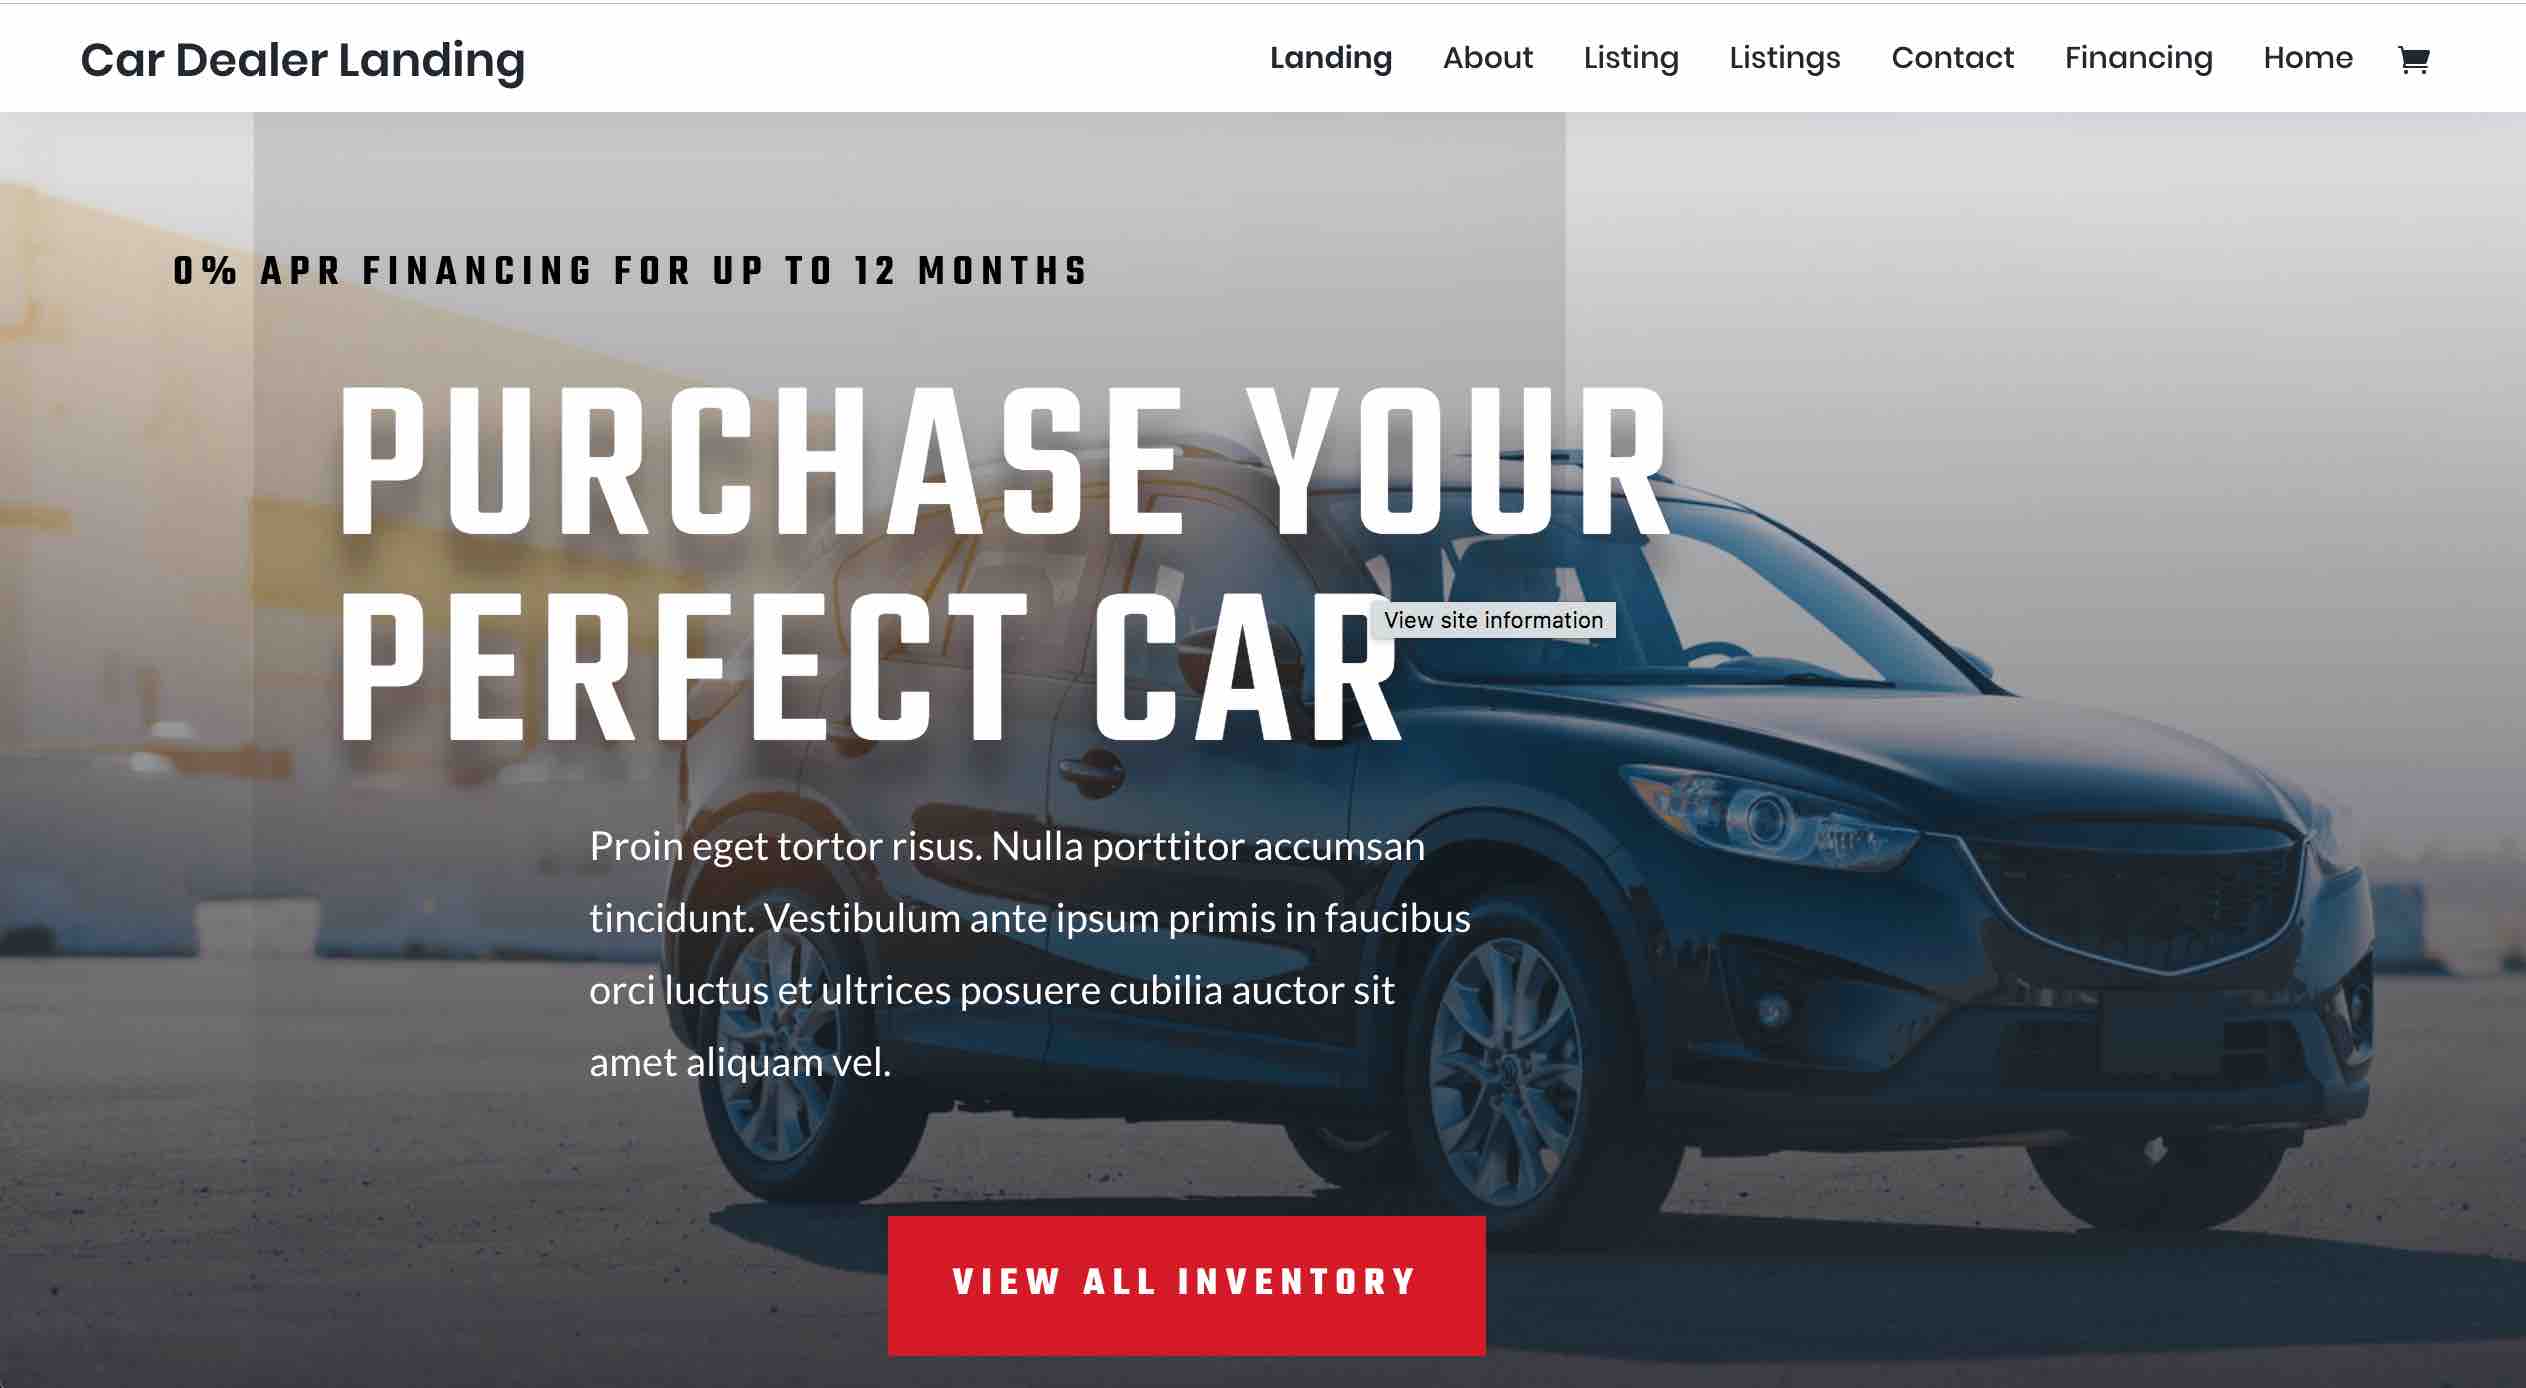 Car Dealer Landing
Landing About Listing Listings Contact Financing Home
0% APR FINANCING FOR UP TO 12 MONTHS
PURCHASE YOUR
PERFECT CAR
View site information
Proin eget tortor risus. Nulla porttitor accumsan
tincidunt. Vestibulum ante ipsum primis in faucibus
orci luctus et ultrices posuere cubilia auctor sit
amet aliquam vel.
VIEW ALL INVENTORY